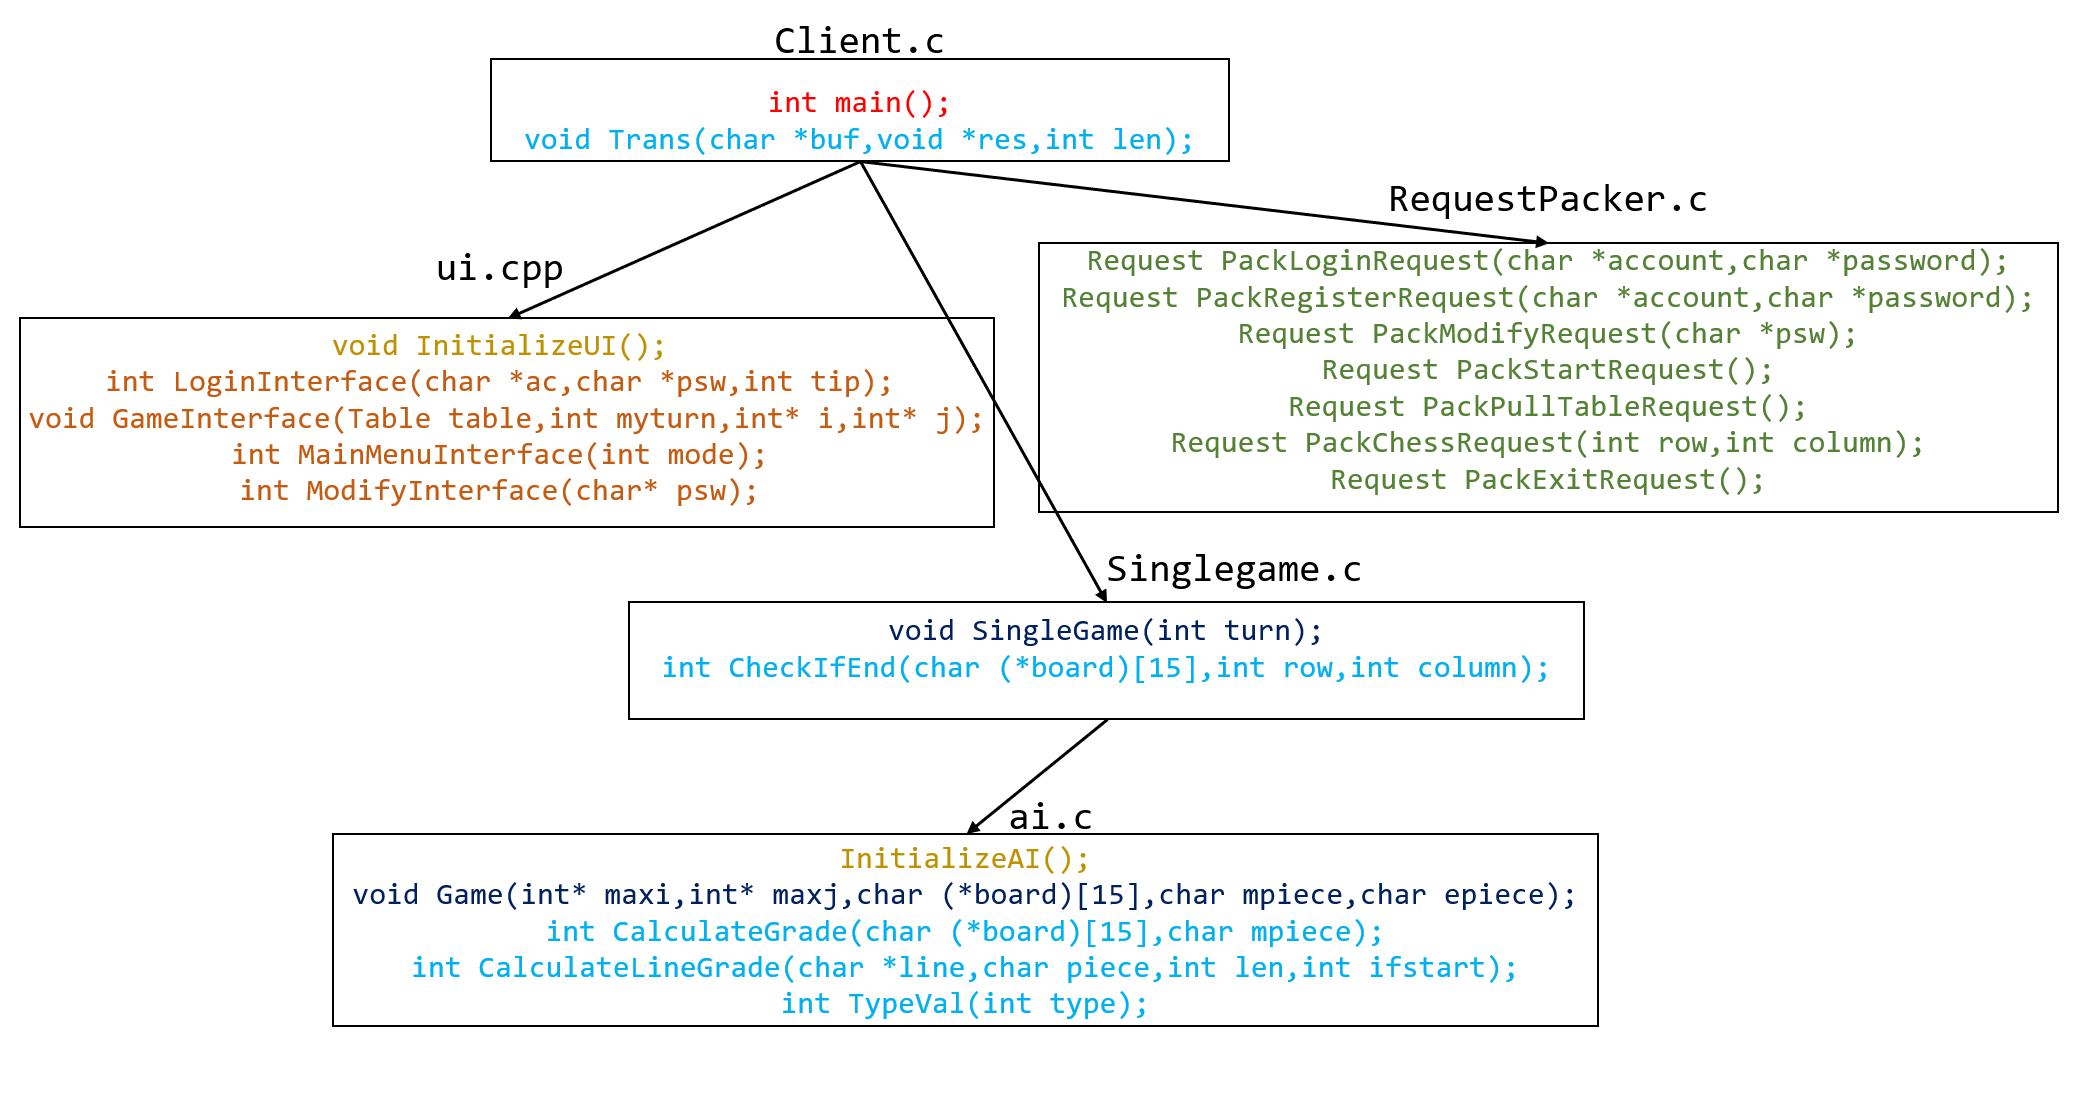 Client.c
int main();
void Trans(char *buf,void *res,int len);
RequestPacker.c
Request PackLoginRequest(char *account,char *password);
Request PackRegisterRequest(char *account,char *password);
Request PackModifyRequest(char *psw);
Request PackStartRequest();
Request PackPullTableRequest();
Request PackChessRequest(int row,int column);
Request PackExitRequest();
ui.cpp
void InitializeUI();
int LoginInterface(char *ac,char *psw,int tip);
void GameInterface(Table table,int myturn,int* i,int* j);
int MainMenuInterface(int mode);
int ModifyInterface(char* psw);
Singlegame.c
void SingleGame(int turn);
int CheckIfEnd(char (*board)[15],int row,int column);
ai.c
InitializeAI();
void Game(int* maxi,int* maxj,char (*board)[15],char mpiece,char epiece);
int CalculateGrade(char (*board)[15],char mpiece);
int CalculateLineGrade(char *line,char piece,int len,int ifstart);
int TypeVal(int type);